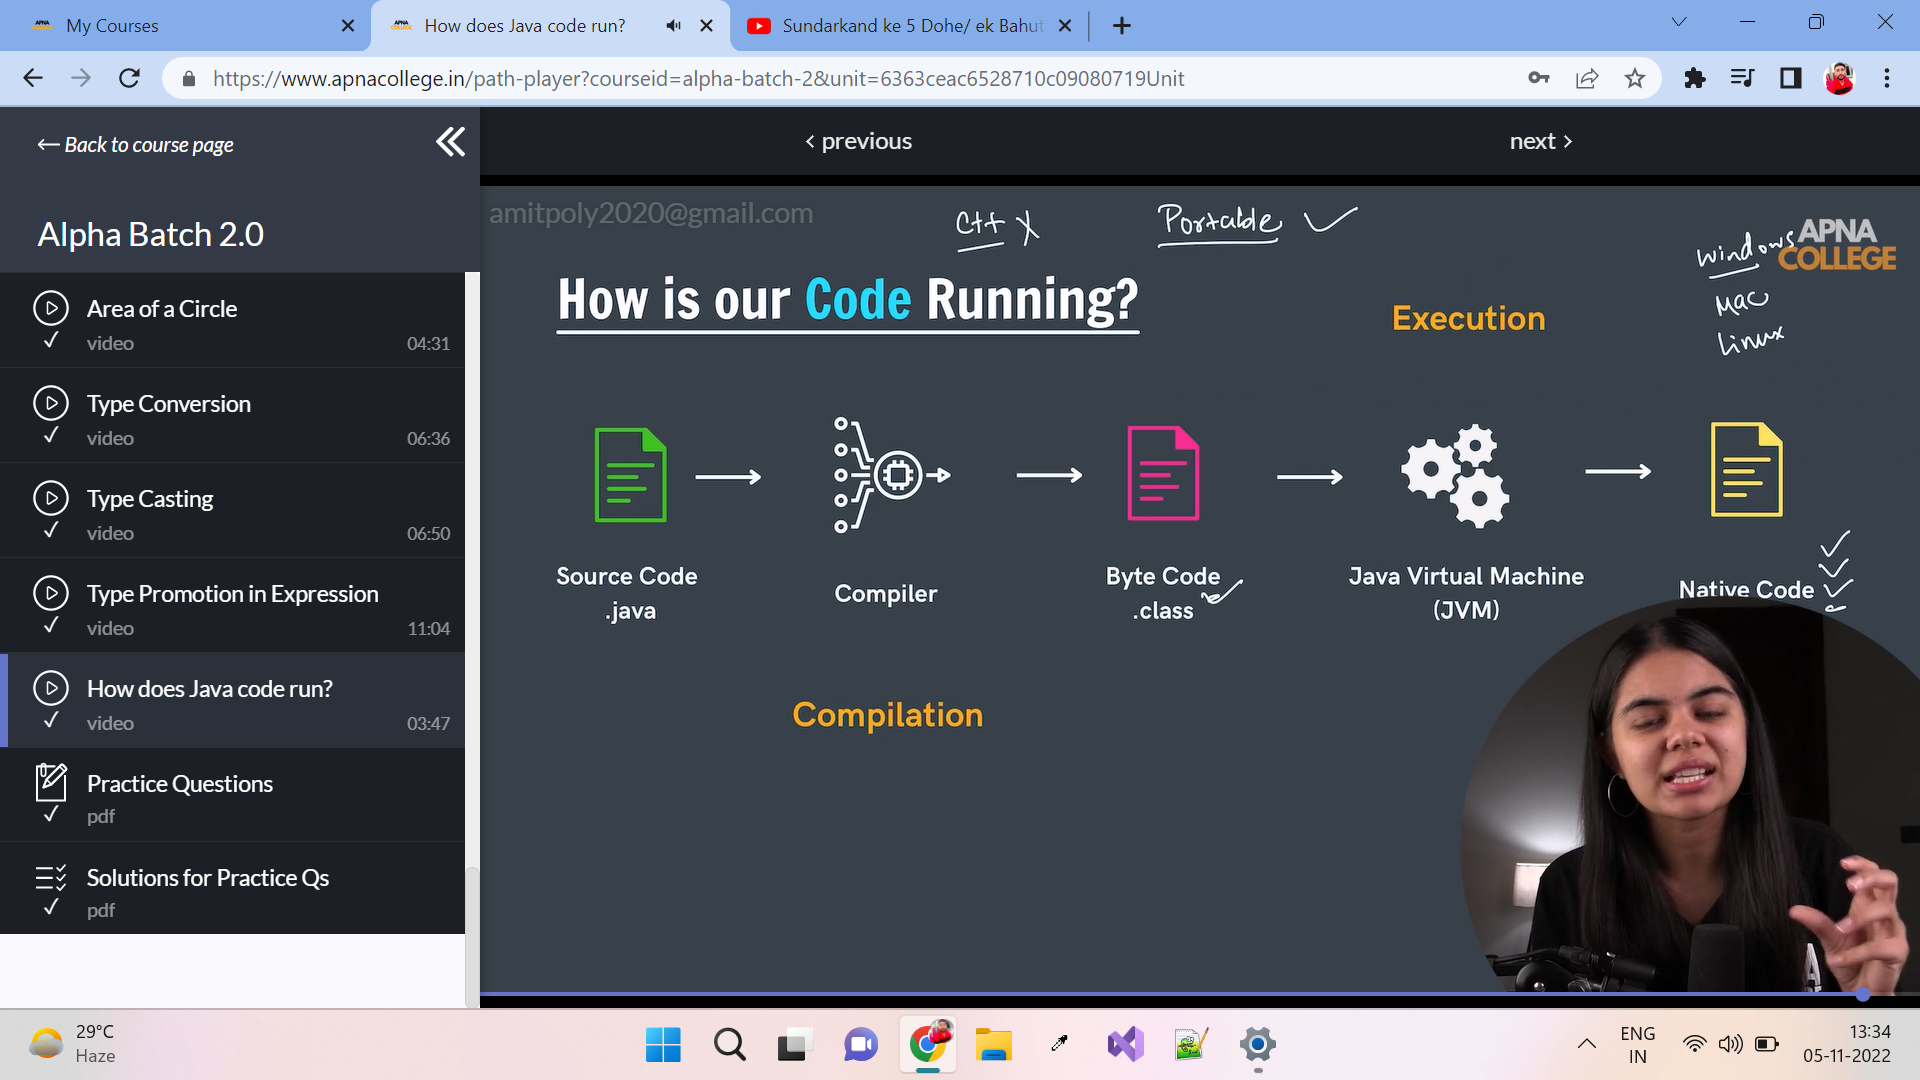 My Courses
How does Java code run?
Sundarkand ke 5 Dohe/ ek Bahut
https://www.apnacollege.in/path-player?courseid=alpha-batch-2&unit=6363ceac6528710c09080719Unit
← Back to course page
‹ previous
next ›
Alpha Batch 2.0
Area of a Circle
video 04:31
Type Conversion
video 06:36
Type Casting
video 06:50
Type Promotion in Expression
video 11:04
How does Java code run?
video 03:47
Practice Questions
pdf
Solutions for Practice Qs
pdf
amitpoly2020@gmail.com
C++ X
Portable ✓
APNA
COLLEGE
windows
Mac
Linux
How is our Code Running?
Execution
Source Code
.java
Compiler
Byte Code
.class
Java Virtual Machine
(JVM)
Native Code
Compilation
29°C
Haze
ENG
IN
13:34
05-11-2022